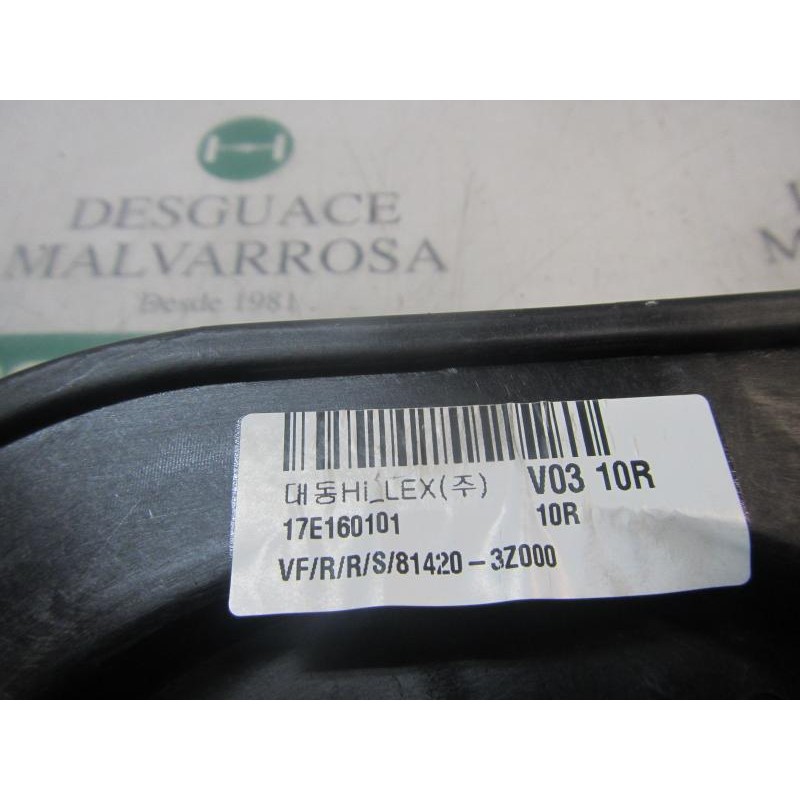 DESGUACE
MALVARROSA
Desde 1981
대동Hi_LEX(주) V03 10R
17E160101 10R
VF/R/R/S/81420-3Z000